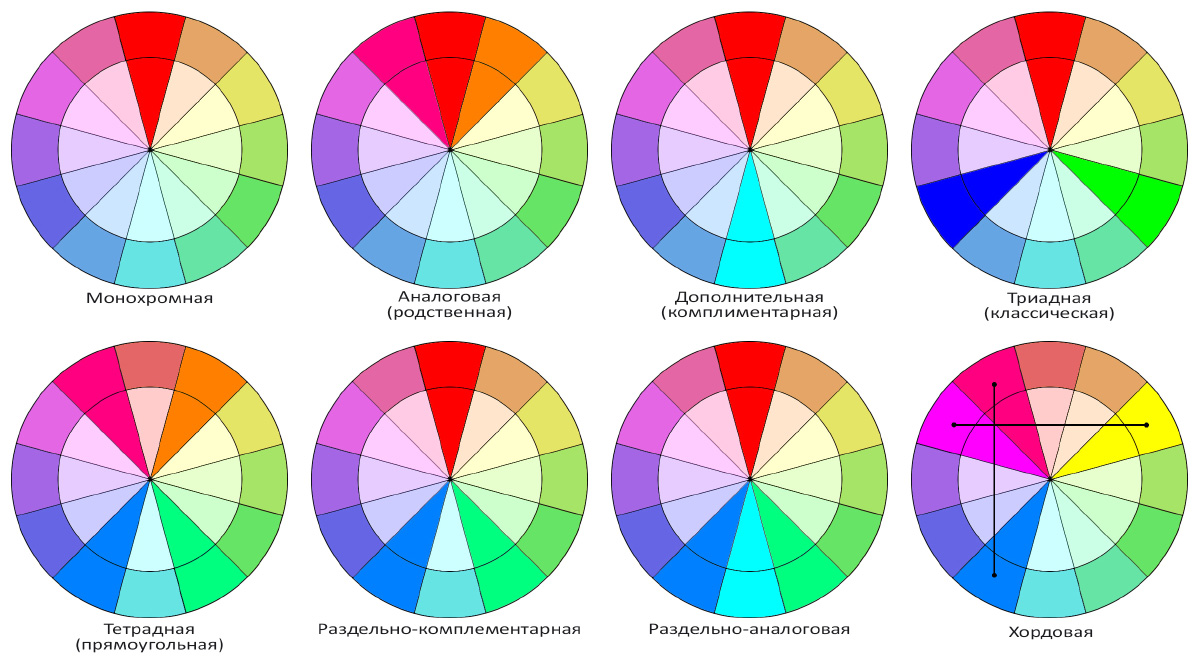 Монохромная
Аналоговая
(родственная)
Дополнительная
(комплиментарная)
Триадная
(классическая)
Тетрадная
(прямоугольная)
Раздельно-комплементарная
Раздельно-аналоговая
Хордовая